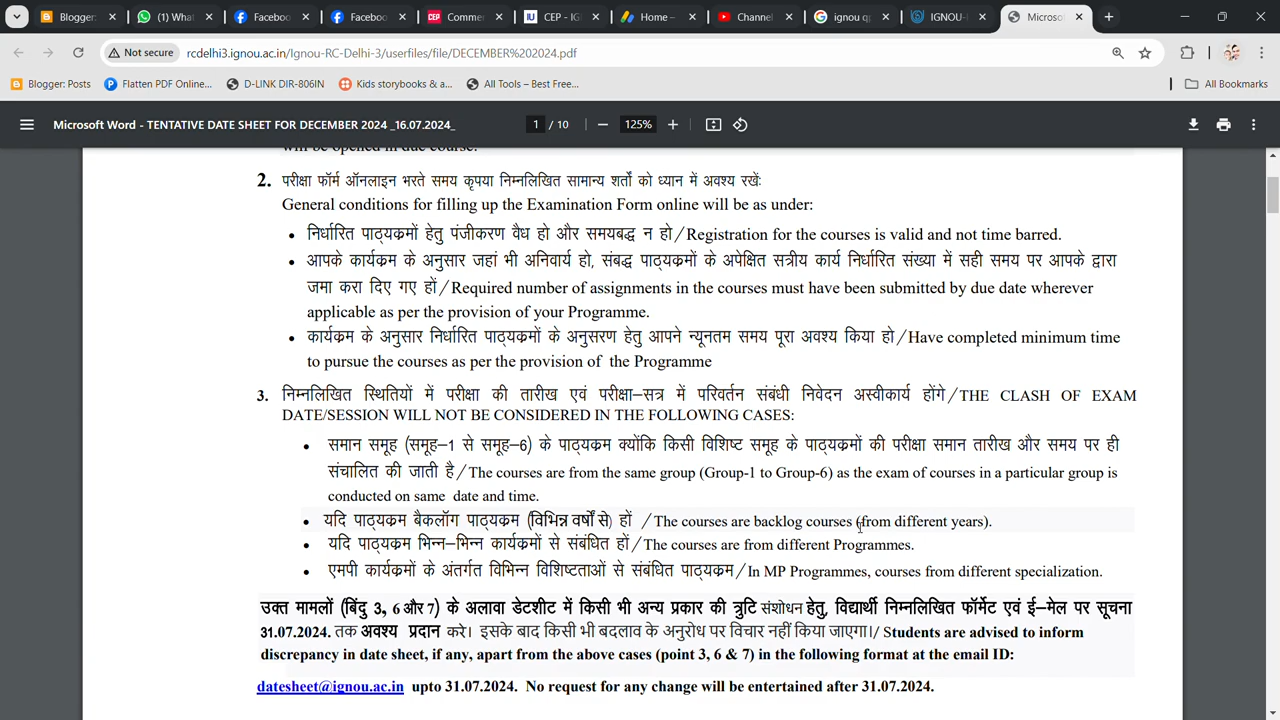 Blogger:
(1) What
Faceboo
Faceboo
Comme
CEP - IG
Home –
Channel
ignou q
IGNOU-
Microso
Not secure
rcdelhi3.ignou.ac.in/Ignou-RC-Delhi-3/userfiles/file/DECEMBER%202024.pdf
Blogger: Posts
Flatten PDF Online...
D-LINK DIR-806IN
Kids storybooks & a...
All Tools – Best Free...
All Bookmarks
Microsoft Word - TENTATIVE DATE SHEET FOR DECEMBER 2024 _16.07.2024_
1 / 10
125%
will be opened in due course.
2. परीक्षा फॉर्म ऑनलाइन भरते समय कृपया निम्नलिखित सामान्य शर्तों को ध्यान में अवश्य रखेंः
General conditions for filling up the Examination Form online will be as under:
• निर्धारित पाठ्यक्रमों हेतु पंजीकरण वैध हो और समयबद्ध न हो/Registration for the courses is valid and not time barred.
• आपके कार्यक्रम के अनुसार जहां भी अनिवार्य हो, संबद्ध पाठ्यक्रमों के अपेक्षित सत्रीय कार्य निर्धारित संख्या में सही समय पर आपके द्वारा
जमा करा दिए गए हों/Required number of assignments in the courses must have been submitted by due date wherever
applicable as per the provision of your Programme.
• कार्यक्रम के अनुसार निर्धारित पाठ्यक्रमों के अनुसरण हेतु आपने न्यूनतम समय पूरा अवश्य किया हो/Have completed minimum time
to pursue the courses as per the provision of the Programme
3. निम्नलिखित स्थितियों में परीक्षा की तारीख एवं परीक्षा–सत्र में परिवर्तन संबंधी निवेदन अस्वीकार्य होंगे/THE CLASH OF EXAM
DATE/SESSION WILL NOT BE CONSIDERED IN THE FOLLOWING CASES:
• समान समूह (समूह–1 से समूह–6) के पाठ्यक्रम क्योंकि किसी विशिष्ट समूह के पाठ्यक्रमों की परीक्षा समान तारीख और समय पर ही
संचालित की जाती है/The courses are from the same group (Group-1 to Group-6) as the exam of courses in a particular group is
conducted on same date and time.
• यदि पाठ्यक्रम बैकलॉग पाठ्यक्रम (विभिन्न वर्षों से) हों /The courses are backlog courses (from different years).
• यदि पाठ्यक्रम भिन्न–भिन्न कार्यक्रमों से संबंधित हों/The courses are from different Programmes.
• एमपी कार्यक्रमों के अंतर्गत विभिन्न विशिष्टताओं से संबंधित पाठ्यक्रम/In MP Programmes, courses from different specialization.
उक्त मामलों (बिंदु 3, 6 और 7) के अलावा डेटशीट में किसी भी अन्य प्रकार की त्रुटि संशोधन हेतु, विद्यार्थी निम्नलिखित फॉर्मेट एवं ई–मेल पर सूचना
31.07.2024. तक अवश्य प्रदान करे। इसके बाद किसी भी बदलाव के अनुरोध पर विचार नहीं किया जाएगा।/ Students are advised to inform
discrepancy in date sheet, if any, apart from the above cases (point 3, 6 & 7) in the following format at the email ID:
datesheet@ignou.ac.in upto 31.07.2024. No request for any change will be entertained after 31.07.2024.